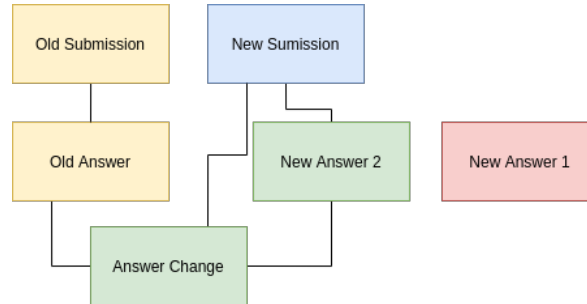 Old Submission
New Sumission
Old Answer
New Answer 2
New Answer 1
Answer Change